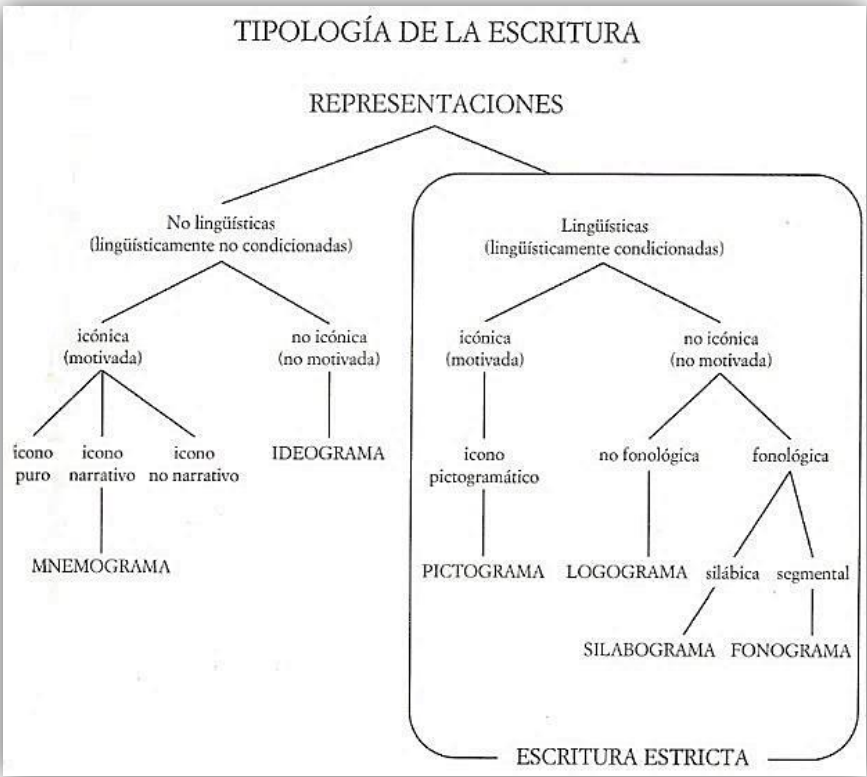 TIPOLOGÍA DE LA ESCRITURA
REPRESENTACIONES
No lingüísticas
(lingüísticamente no condicionadas)
Lingüísticas
(lingüísticamente condicionadas)
icónica
(motivada)
no icónica
(no motivada)
icónica
(motivada)
no icónica
(no motivada)
icono
puro
icono
narrativo
icono
no narrativo
IDEOGRAMA
icono
pictogramático
no fonológica
fonológica
MNEMOGRAMA
PICTOGRAMA
LOGOGRAMA
silábica
segmental
SILABOGRAMA
FONOGRAMA
ESCRITURA ESTRICTA